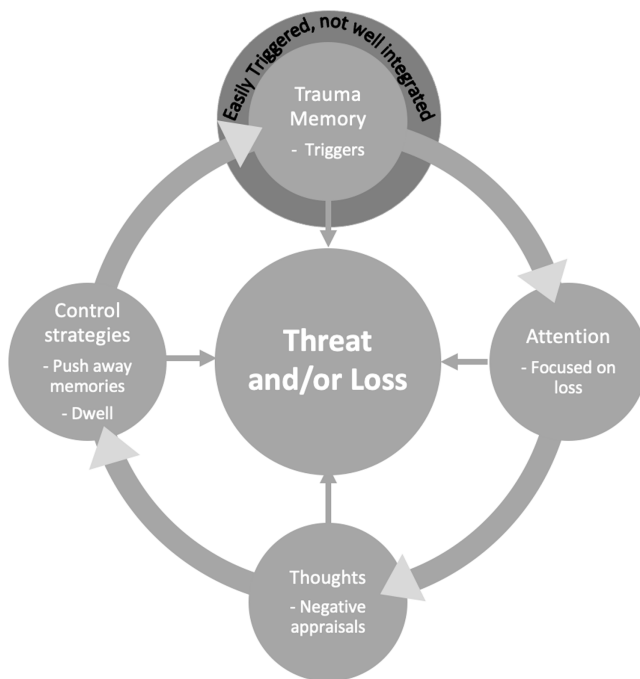 Easily Triggered, not well integrated
Trauma
Memory
- Triggers
Control
strategies
- Push away
memories
- Dwell
Threat
and/or Loss
Attention
- Focused on
loss
Thoughts
- Negative
appraisals